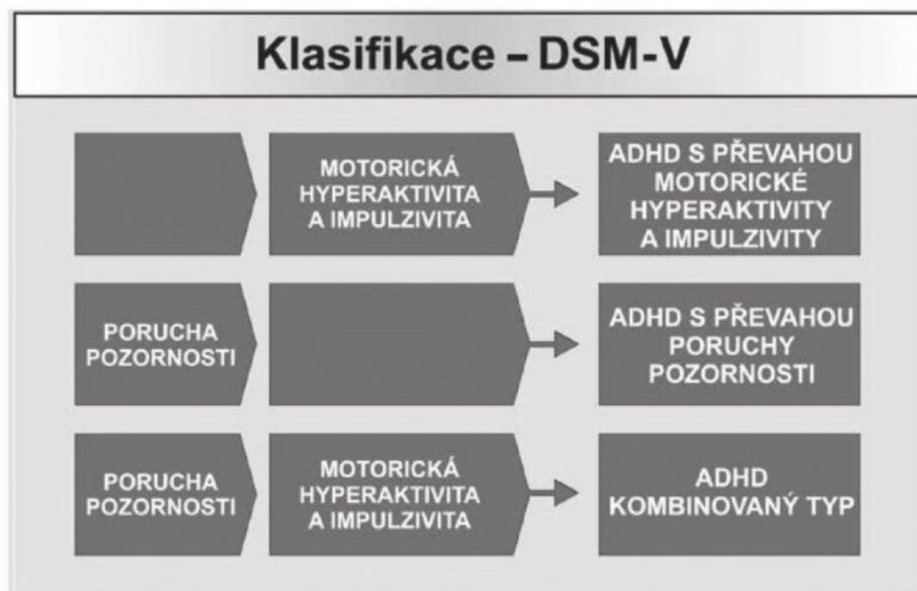 Klasifikace – DSM-V
MOTORICKÁ
HYPERAKTIVITA
A IMPULZIVITA
ADHD S PŘEVAHOU
MOTORICKÉ
HYPERAKTIVITY
A IMPULZIVITY
PORUCHA
POZORNOSTI
ADHD S PŘEVAHOU
PORUCHY
POZORNOSTI
PORUCHA
POZORNOSTI
MOTORICKÁ
HYPERAKTIVITA
A IMPULZIVITA
ADHD
KOMBINOVANÝ TYP